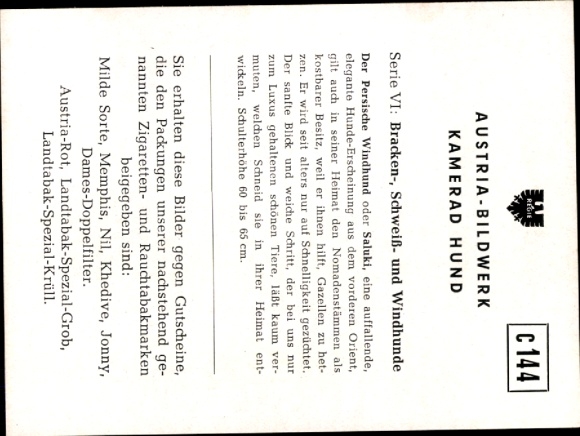 REGIE
C 144
AUSTRIA-BILDWERK
KAMERAD HUND
Serie VI: Bracken-, Schweiß- und Windhunde
Der Persische Windhund oder Saluki, eine auffallende,
elegante Hunde-Erscheinung aus dem vorderen Orient,
gilt auch in seiner Heimat den Nomadenstämmen als
kostbarer Besitz, weil er ihnen hilft, Gazellen zu het-
zen. Er wird seit alters nur auf Schnelligkeit gezüchtet.
Der sanfte Blick und weiche Schritt, der bei uns nur
zum Luxus gehaltenen schönen Tiere, läßt kaum ver-
muten, welchen Schneid sie in ihrer Heimat ent-
wickeln. Schulterhöhe 60 bis 65 cm.
Sie erhalten diese Bilder gegen Gutscheine,
die den Packungen unserer nachstehend ge-
nannten Zigaretten- und Rauchtabakmarken
beigegeben sind:
Milde Sorte, Memphis, Nil, Khedive, Jonny,
Dames-Doppelfilter.
Austria-Rot, Landtabak-Spezial-Grob,
Landtabak-Spezial-Krüll.